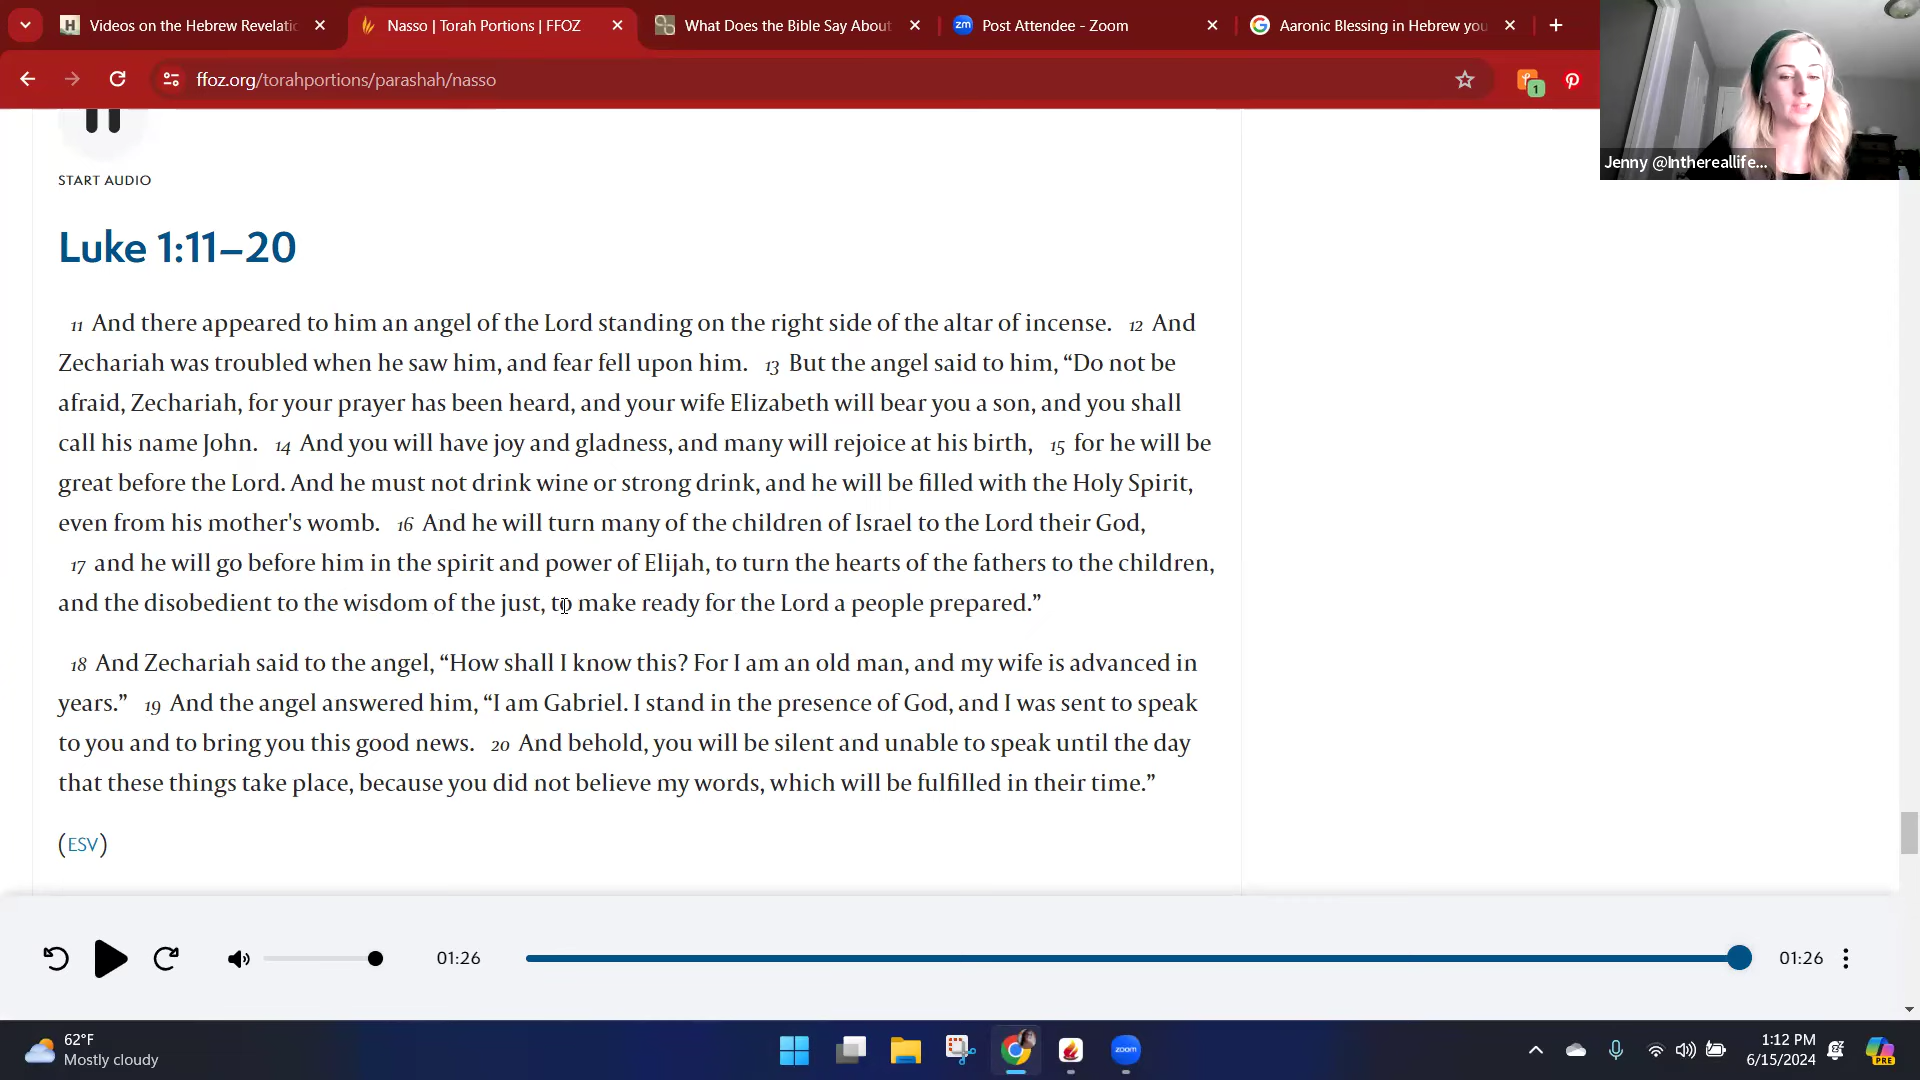 Videos on the Hebrew Revelatio
Nasso | Torah Portions | FFOZ
What Does the Bible Say About
Post Attendee - Zoom
Aaronic Blessing in Hebrew you
ffoz.org/torahportions/parashah/nasso
1
Jenny @Inthereallife...
START AUDIO
Luke 1:11–20
11 And there appeared to him an angel of the Lord standing on the right side of the altar of incense. 12 And
Zechariah was troubled when he saw him, and fear fell upon him. 13 But the angel said to him, “Do not be
afraid, Zechariah, for your prayer has been heard, and your wife Elizabeth will bear you a son, and you shall
call his name John. 14 And you will have joy and gladness, and many will rejoice at his birth, 15 for he will be
great before the Lord. And he must not drink wine or strong drink, and he will be filled with the Holy Spirit,
even from his mother's womb. 16 And he will turn many of the children of Israel to the Lord their God,
17 and he will go before him in the spirit and power of Elijah, to turn the hearts of the fathers to the children,
and the disobedient to the wisdom of the just, to make ready for the Lord a people prepared.”
18 And Zechariah said to the angel, “How shall I know this? For I am an old man, and my wife is advanced in
years.” 19 And the angel answered him, “I am Gabriel. I stand in the presence of God, and I was sent to speak
to you and to bring you this good news. 20 And behold, you will be silent and unable to speak until the day
that these things take place, because you did not believe my words, which will be fulfilled in their time.”
(ESV)
01:26
01:26
62°F
Mostly cloudy
zoom
1:12 PM
6/15/2024
PRE